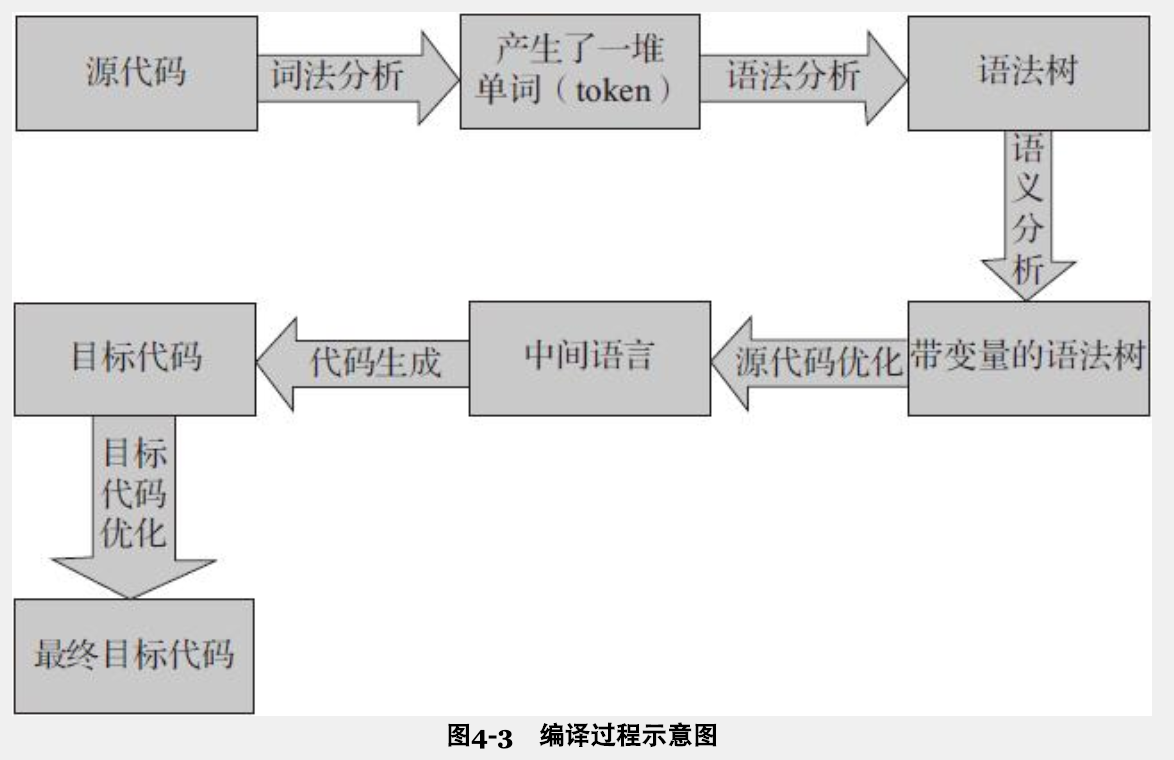 源代码
词法分析
产生了一堆
单词（token）
语法分析
语法树
语
义
分
析
带变量的语法树
源代码优化
中间语言
代码生成
目标代码
目标
代码
优化
最终目标代码
图4-3 编译过程示意图